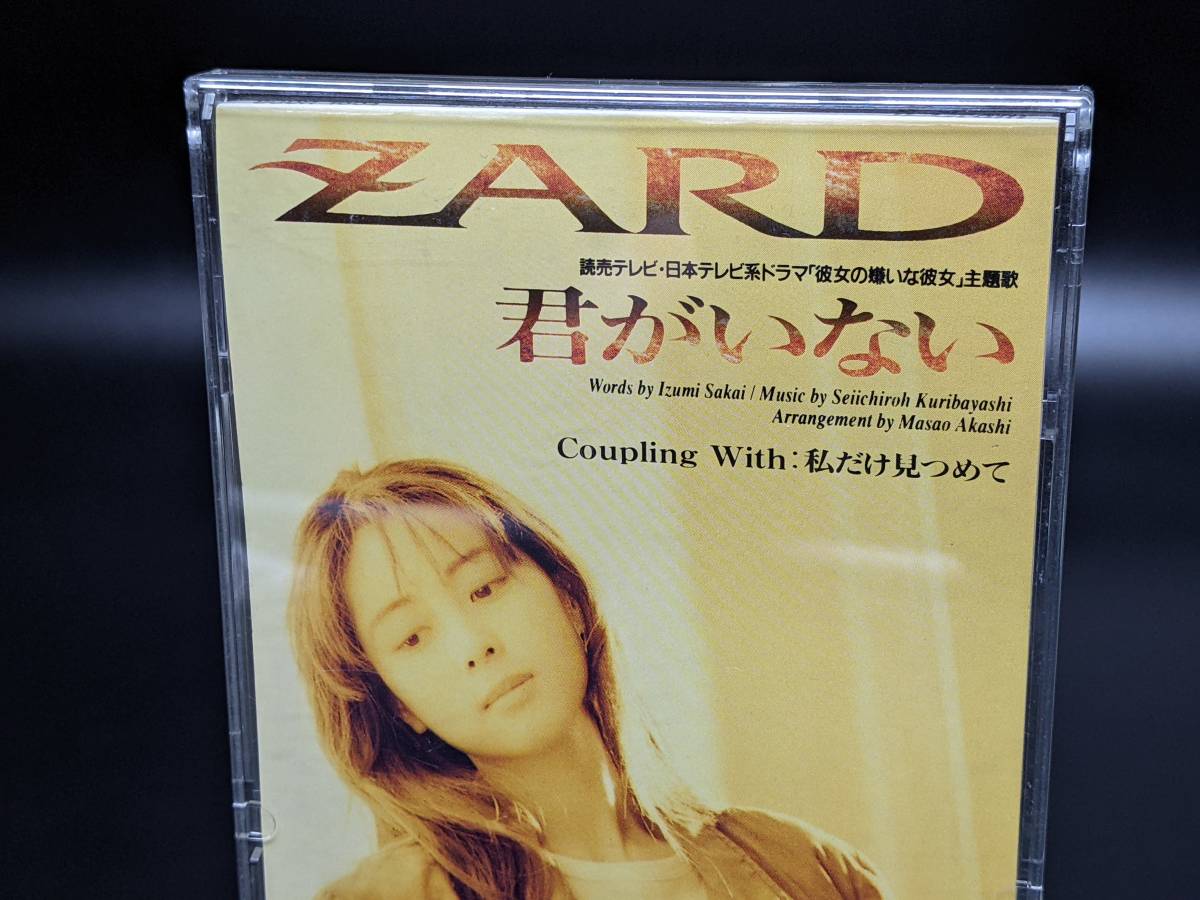 ZARD
読売テレビ・日本テレビ系ドラマ「彼女の嫌いな彼女」主題歌
君がいない
Words by Izumi Sakai / Music by Seiichiroh Kuribayashi
Arrangement by Masao Akashi
Coupling With：私だけ見つめて